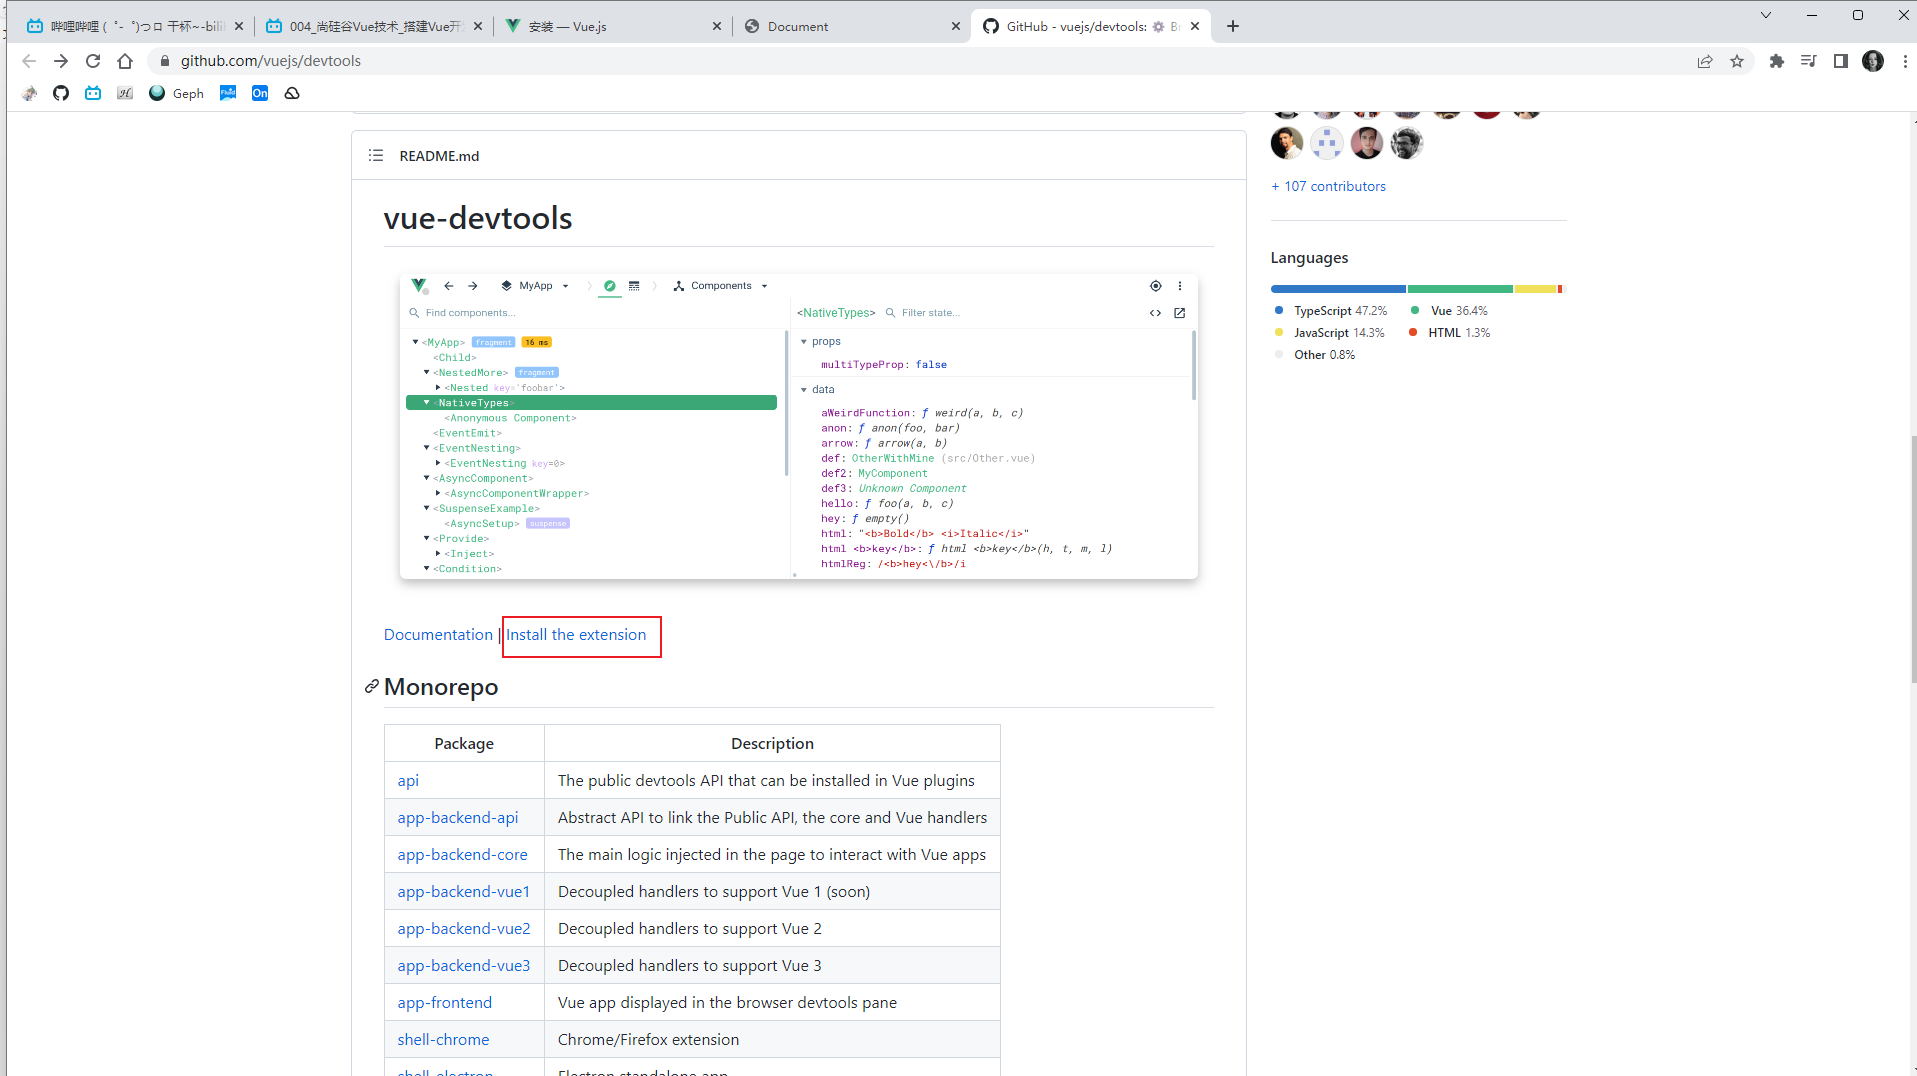 哔哩哔哩 ( ゜- ゜)つロ 干杯~-bili
004_尚硅谷Vue技术_搭建Vue开
安装 — Vue.js
Document
GitHub - vuejs/devtools: ⚙️ Br
github.com/vuejs/devtools
Geph
Fluid
On
README.md
vue-devtools
MyApp
Components
Find components...
<NativeTypes>
Filter state...
<MyApp> fragment 16 ms
<Child>
<NestedMore> fragment
<Nested key='foobar'>
<NativeTypes>
<Anonymous Component>
<EventEmit>
<EventNesting>
<EventNesting key=0>
<AsyncComponent>
<AsyncComponentWrapper>
<SuspenseExample>
<AsyncSetup> suspense
<Provide>
<Inject>
<Condition>
props
multiTypeProp: false
data
aWeirdFunction: ƒ weird(a, b, c)
anon: ƒ anon(foo, bar)
arrow: ƒ arrow(a, b)
def: OtherWithMine (src/Other.vue)
def2: MyComponent
def3: Unknown Component
hello: ƒ foo(a, b, c)
hey: ƒ empty()
html: "<b>Bold</b> <i>Italic</i>"
html <b>key</b>: ƒ html <b>key</b>(h, t, m, l)
htmlReg: /<b>hey<\/b>/i
Documentation | Install the extension
Monorepo
Package Description
api The public devtools API that can be installed in Vue plugins
app-backend-api Abstract API to link the Public API, the core and Vue handlers
app-backend-core The main logic injected in the page to interact with Vue apps
app-backend-vue1 Decoupled handlers to support Vue 1 (soon)
app-backend-vue2 Decoupled handlers to support Vue 2
app-backend-vue3 Decoupled handlers to support Vue 3
app-frontend Vue app displayed in the browser devtools pane
shell-chrome Chrome/Firefox extension
shell-electron Electron standalone app
+ 107 contributors
Languages
TypeScript 47.2%
Vue 36.4%
JavaScript 14.3%
HTML 1.3%
Other 0.8%